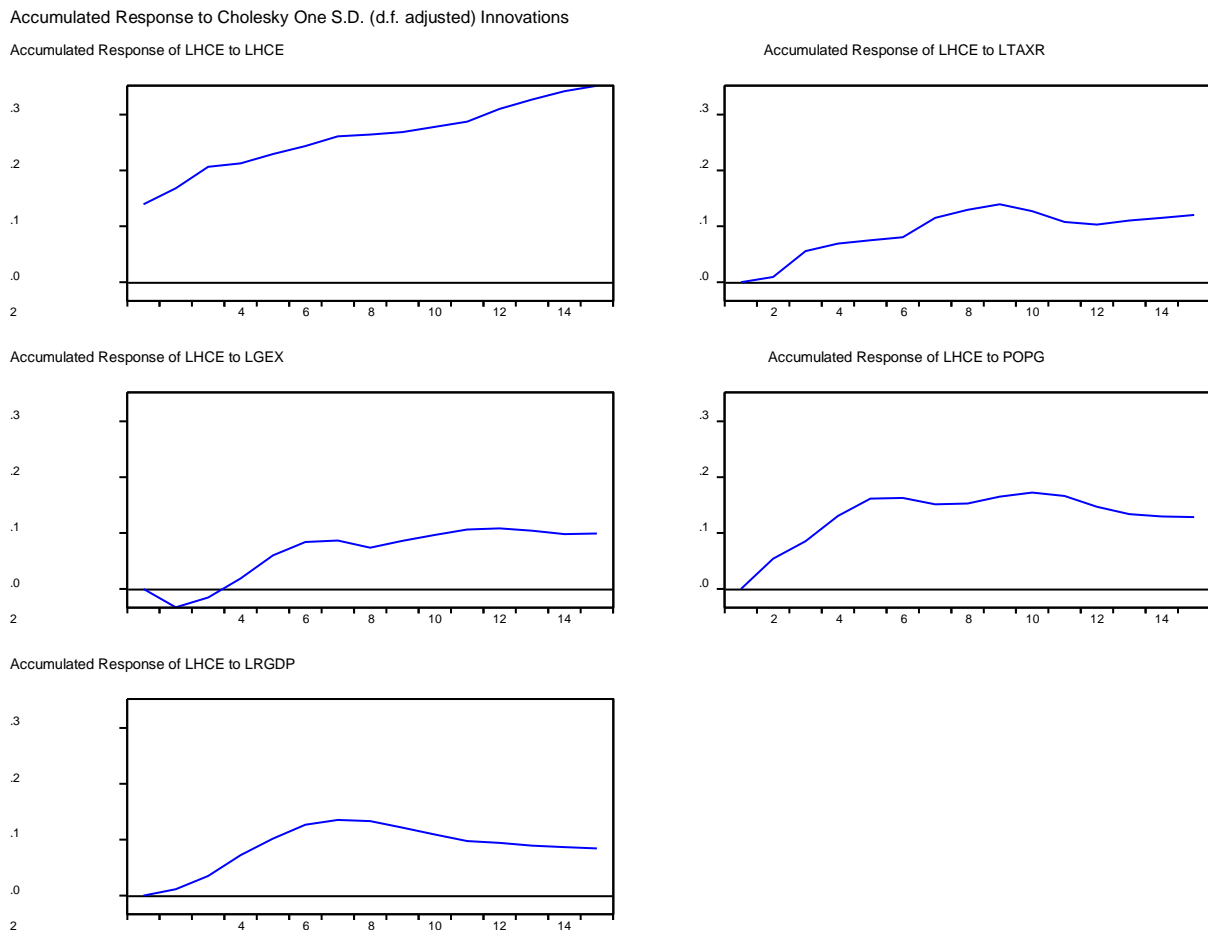 Accumulated Response to Cholesky One S.D. (d.f. adjusted) Innovations
Accumulated Response of LHCE to LHCE
.3
.2
.1
.0
2 4 6 8 10 12 14
Accumulated Response of LHCE to LTAXR
.3
.2
.1
.0
2 4 6 8 10 12 14
Accumulated Response of LHCE to LGEX
.3
.2
.1
.0
2 4 6 8 10 12 14
Accumulated Response of LHCE to POPG
.3
.2
.1
.0
2 4 6 8 10 12 14
Accumulated Response of LHCE to LRGDP
.3
.2
.1
.0
2 4 6 8 10 12 14